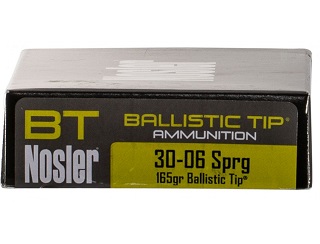 BT
BALLISTIC TIP®
AMMUNITION
Nosler®
30-06 Sprg
165gr Ballistic Tip®